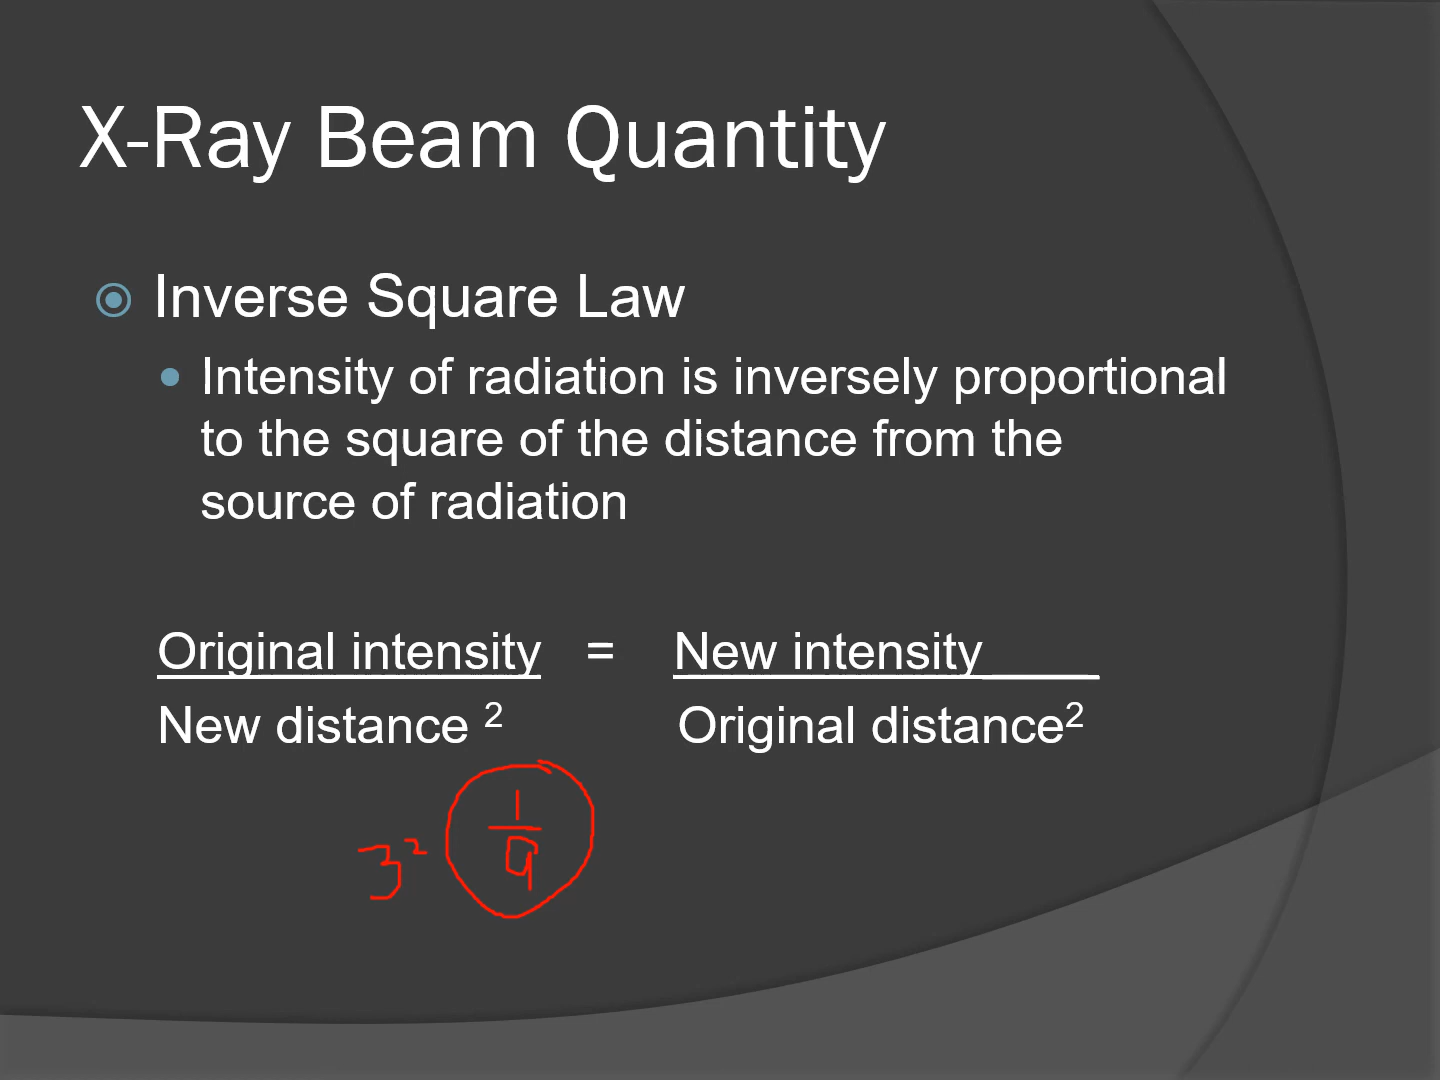 X-Ray Beam Quantity
Inverse Square Law
Intensity of radiation is inversely proportional
to the square of the distance from the
source of radiation
Original intensity = New intensity
New distance ² Original distance²
3² 1/9